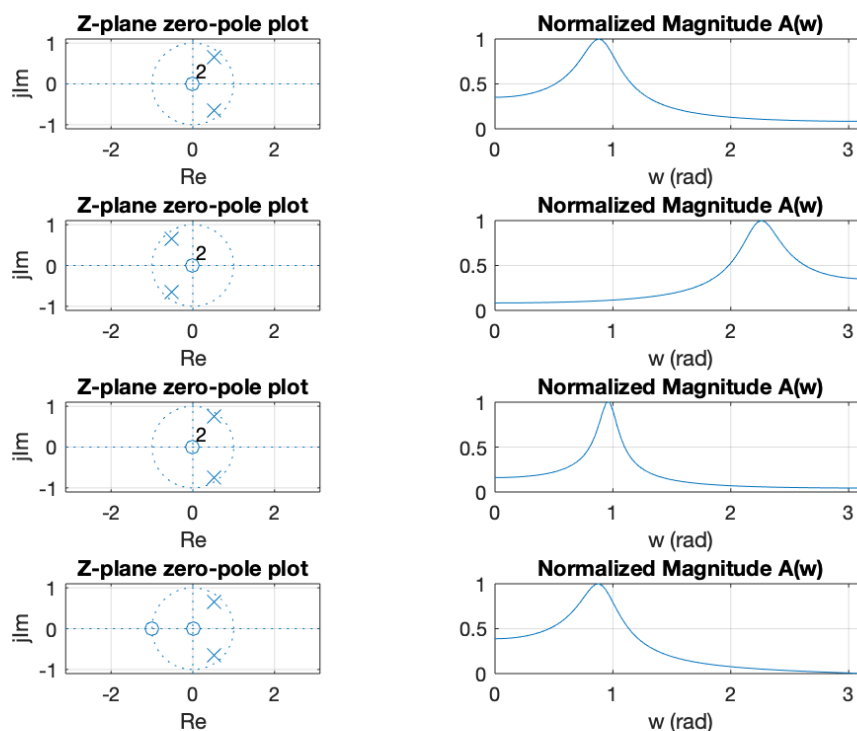 Z-plane zero-pole plot
jIm
1
0
-1
2
-2 0 2
Re
Normalized Magnitude A(w)
1
0.5
0
0 1 2 3
w (rad)
Z-plane zero-pole plot
jIm
1
0
-1
2
-2 0 2
Re
Normalized Magnitude A(w)
1
0.5
0
0 1 2 3
w (rad)
Z-plane zero-pole plot
jIm
1
0
-1
2
-2 0 2
Re
Normalized Magnitude A(w)
1
0.5
0
0 1 2 3
w (rad)
Z-plane zero-pole plot
jIm
1
0
-1
-2 0 2
Re
Normalized Magnitude A(w)
1
0.5
0
0 1 2 3
w (rad)